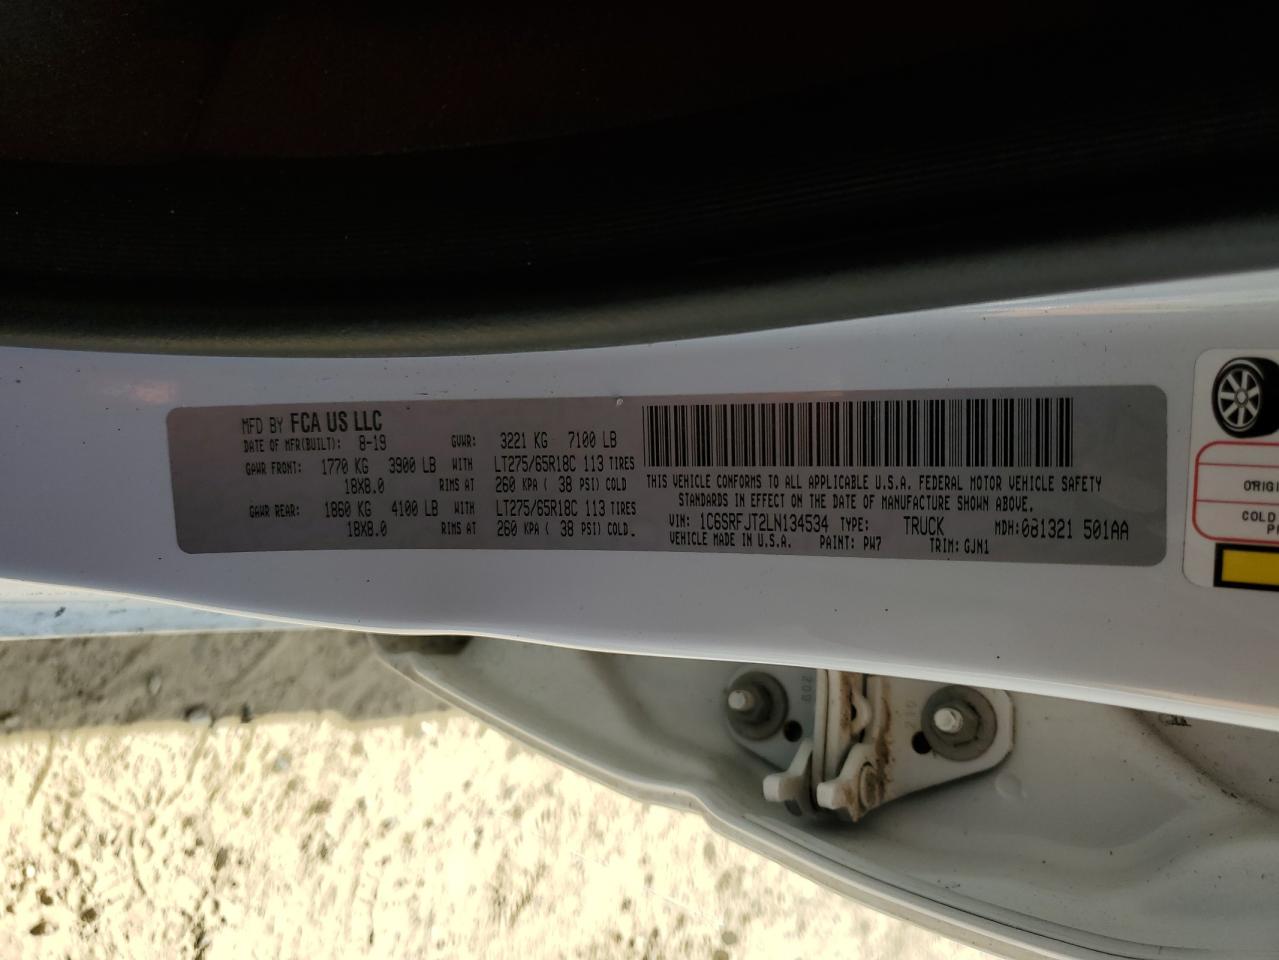 MFD BY FCA US LLC
DATE OF MFR(BUILT): 8-19 GVWR: 3221 KG 7100 LB
GAWR FRONT: 1770 KG 3900 LB WITH LT275/65R18C 113 TIRES
18X8.0 RIMS AT 260 KPA ( 38 PSI) COLD
GAWR REAR: 1860 KG 4100 LB WITH LT275/65R18C 113 TIRES
18X8.0 RIMS AT 260 KPA ( 38 PSI) COLD.
THIS VEHICLE CONFORMS TO ALL APPLICABLE U.S.A. FEDERAL MOTOR VEHICLE SAFETY
STANDARDS IN EFFECT ON THE DATE OF MANUFACTURE SHOWN ABOVE.
VIN: 1C6SRFJT2LN134534 TYPE: TRUCK MDH: 081321 501AA
VEHICLE MADE IN U.S.A. PAINT: PW7 TRIM: GJN1
ORIGI
COLD
P
602